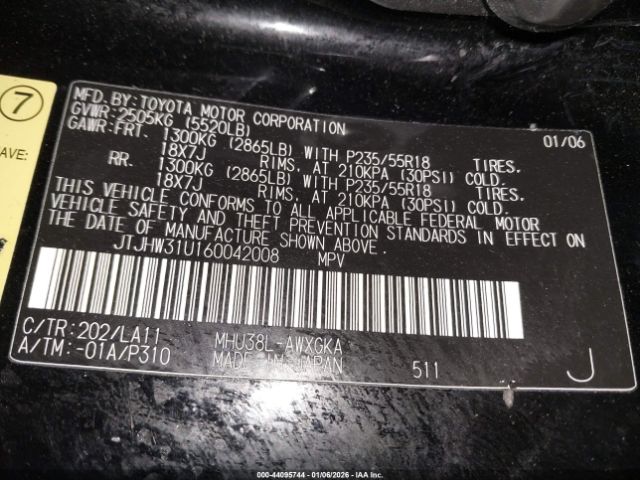 7
AVE:
MFD.BY:TOYOTA MOTOR CORPORATION 01/06
GVWR:2505KG (5520LB)
GAWR:FRT. 1300KG (2865LB) WITH P235/55R18 TIRES.
18X7J RIMS, AT 210KPA (30PSI) COLD.
RR. 1300KG (2865LB) WITH P235/55R18 TIRES.
18X7J RIMS, AT 210KPA (30PSI) COLD.
THIS VEHICLE CONFORMS TO ALL APPLICABLE FEDERAL MOTOR
VEHICLE SAFETY AND THEFT PREVENTION STANDARDS IN EFFECT ON
THE DATE OF MANUFACTURE SHOWN ABOVE.
JTJHW31U160042008 MPV
C/TR:202/LA11 MHU38L-AWXGKA
A/TM:-01A/P310 MADE IN JAPAN 511 J
000-44095744 - 01/06/2026 - IAA Inc.